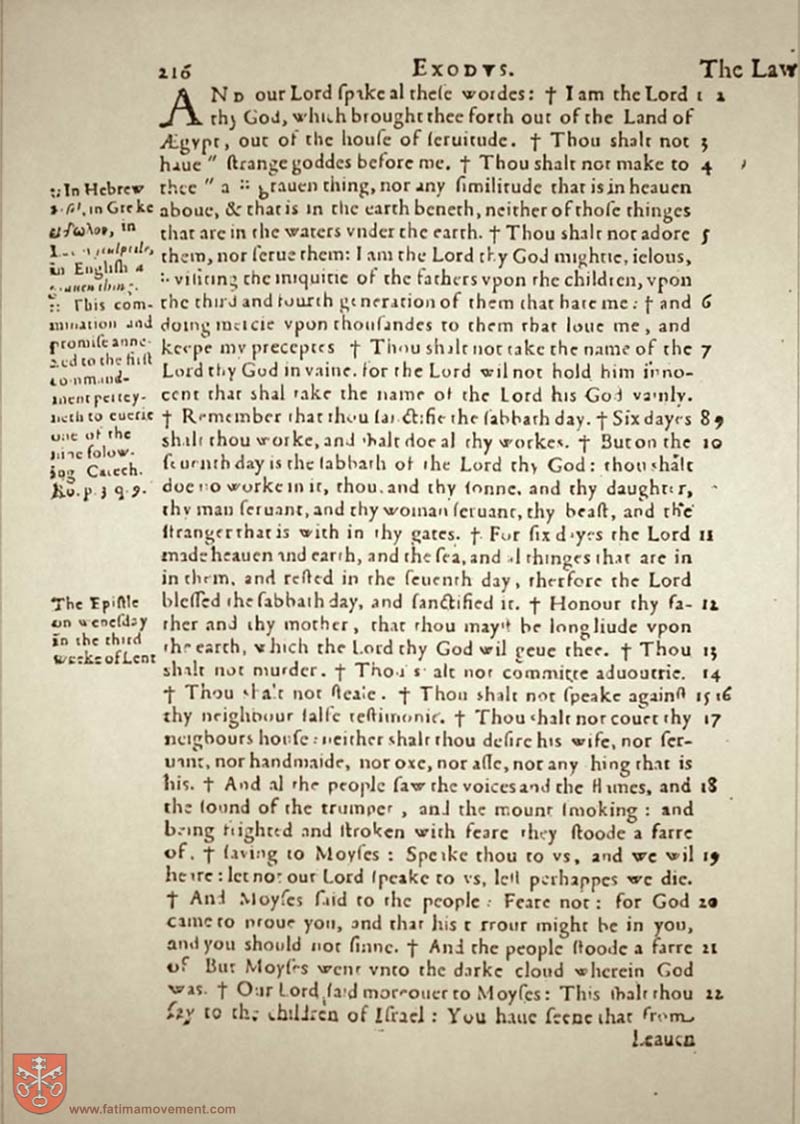 216 EXODVS. The Law
AND our Lord spake al these wordes: † I am the Lord 1 2
thy God, which brought thee forth out of the Land of
Ægypt, out of the house of seruitude. † Thou shalt not 3
haue " strange goddes before me. † Thou shalt not make to 4
thee " a :: grauen thing, nor any similitude that is in heauen
aboue, & that is in the earth beneth, neither of those thinges
that are in the waters vnder the earth. † Thou shalt not adore 5
them, nor serue them: I am the Lord thy God mightie, ielous,
:: visiting the iniquitie of the fathers vpon the children, vpon
the third and fourth generation of them that hate me: † and 6
doing mercie vpon thousandes to them that loue me, and
keepe my preceptes † Thou shalt not take the name of the 7
Lord thy God in vaine. for the Lord wil not hold him inno-
cent that shal take the name of the Lord his God vainly.
† Remember that thou sanctifie the sabbath day. † Six dayes 8 9
shalt thou worke, and shalt doe al thy workes. † But on the 10
seuenth day is the sabbath of the Lord thy God: thou shalt
doe no worke in it, thou, and thy sonne, and thy daughter,
thy man seruant, and thy woman seruant, thy beast, and the
stranger that is with in thy gates. † For six dayes the Lord 11
made heauen and earth, and the sea, and al thinges that are in
in them, and rested in the seuenth day, therfore the Lord
blessed the sabbath day, and sanctified it. † Honour thy fa- 12
ther and thy mother, that thou mayst be long liude vpon
the earth, which the Lord thy God wil geue thee. † Thou 13
shalt not murder. † Thou shalt not committe aduoutrie. 14
† Thou shalt not steale. † Thou shalt not speake against 15 16
thy neighbour false testimonie. † Thou shalt not couet thy 17
neigbours house: neither shalt thou desire his wife, nor ser-
uant, nor handmaide, nor oxe, nor asse, nor any thing that is
his. † And al the people saw the voices and the flames, and 18
the sound of the trumpet, and the mount smoking: and
being frighted and stroken with feare they stoode a farre
of. † saying to Moyses: Speake thou to vs, and we wil 19
heare: let not our Lord speake to vs, lest perhappes we die.
† And Moyses said to the people: Feare not: for God 20
came to proue you, and that his terrour might be in you,
and you should not sinne. † And the people stoode a farre 21
of But Moyses went vnto the darke cloud wherein God
was. † Our Lord said moreouer to Moyses: This shalt thou 22
say to the children of Israel: You haue seene that from
heauen
:: In Hebrew
in Greke
in
sculptile,
in English a
grauen thing.
:: This com-
mination and
promise anne-
xed to the first
command-
ment pertey-
neth to euerie
one of the
nine folow-
ing Catech.
Ro. p. 3 q. 9.
The Epistle
on wenesday
in the third
weeke of Lent
www.fatimamovement.com